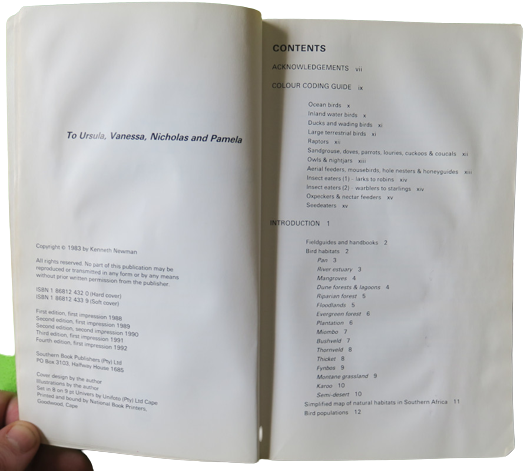 To Ursula, Vanessa, Nicholas and Pamela
Copyright © 1983 by Kenneth Newman
All rights reserved. No part of this publication may be
reproduced or transmitted in any form or by any means
without prior written permission from the publisher
ISBN 1 86812 432 0 (Hard cover)
ISBN 1 86812 433 9 (Soft cover)
First edition, first impression 1988
Second edition, first impression 1989
Second edition, second impression 1990
Third edition, first impression 1991
Fourth edition, first impression 1992
Southern Book Publishers (Pty) Ltd
PO Box 3103, Halfway House 1685
Cover design by the author
Illustrations by the author
Set in 8 on 9 pt Univers by Unifoto (Pty) Ltd Cape
Printed and bound by National Book Printers,
Goodwood, Cape
CONTENTS
ACKNOWLEDGEMENTS vii
COLOUR CODING GUIDE ix
Ocean birds x
Inland water birds x
Ducks and wading birds xi
Large terrestrial birds xi
Raptors xii
Sandgrouse, doves, parrots, louries, cuckoos & coucals xii
Owls & nightjars xiii
Aerial feeders, mousebirds, hole nesters & honeyguides xiii
Insect eaters (1) - larks to robins xiv
Insect eaters (2) - warblers to starlings xiv
Oxpeckers & nectar feeders xv
Seedeaters xv
INTRODUCTION 1
Fieldguides and handbooks 2
Bird habitats 2
Pan 3
River estuary 3
Mangroves 4
Dune forests & lagoons 4
Riparian forest 5
Floodlands 5
Evergreen forest 6
Plantation 6
Miombo 7
Bushveld 7
Thornveld 8
Thicket 8
Fynbos 9
Montane grassland 9
Karoo 10
Semi-desert 10
Simplified map of natural habitats in Southern Africa 11
Bird populations 12